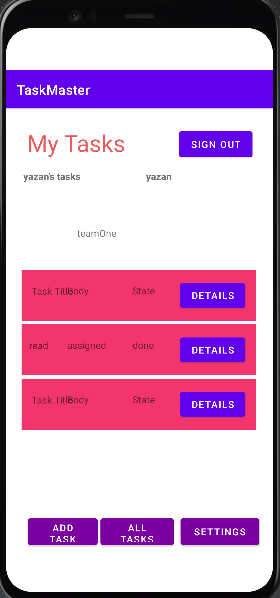 TaskMaster
My Tasks SIGN OUT
yazan's tasks yazan
teamOne
Task Title Body State DETAILS
read assigned done DETAILS
Task Title Body State DETAILS
ADD TASK ALL TASKS SETTINGS